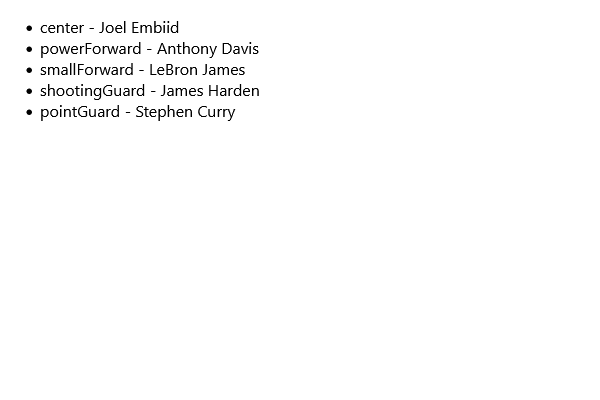 • center - Joel Embiid
• powerForward - Anthony Davis
• smallForward - LeBron James
• shootingGuard - James Harden
• pointGuard - Stephen Curry